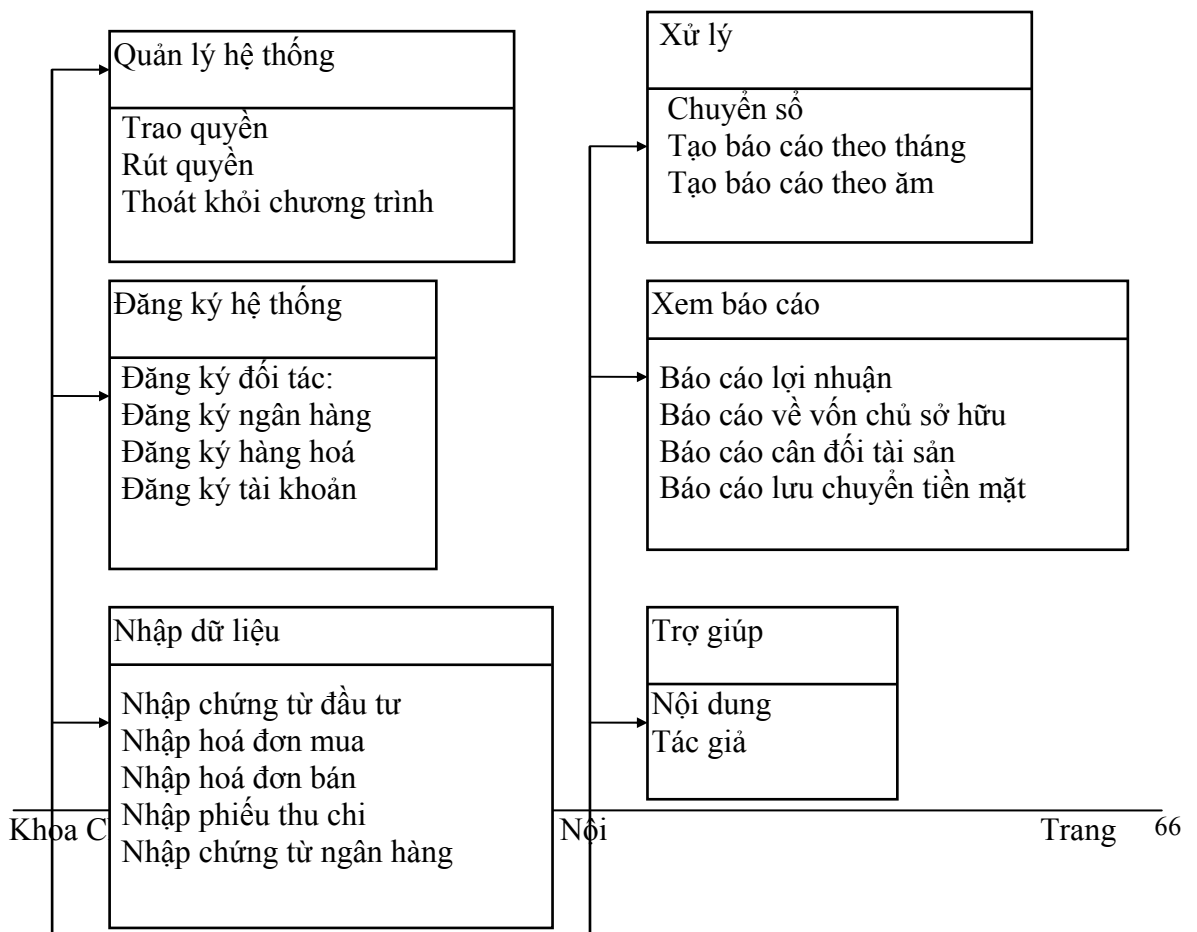 Quản lý hệ thống
Trao quyền
Rút quyền
Thoát khỏi chương trình
Đăng ký hệ thống
Đăng ký đối tác:
Đăng ký ngân hàng
Đăng ký hàng hoá
Đăng ký tài khoản
Nhập dữ liệu
Nhập chứng từ đầu tư
Nhập hoá đơn mua
Nhập hoá đơn bán
Nhập phiếu thu chi
Nhập chứng từ ngân hàng
Xử lý
Chuyển sổ
Tạo báo cáo theo tháng
Tạo báo cáo theo ăm
Xem báo cáo
Báo cáo lợi nhuận
Báo cáo về vốn chủ sở hữu
Báo cáo cân đối tài sản
Báo cáo lưu chuyển tiền mặt
Trợ giúp
Nội dung
Tác giả
Khoa C Nội Trang 66